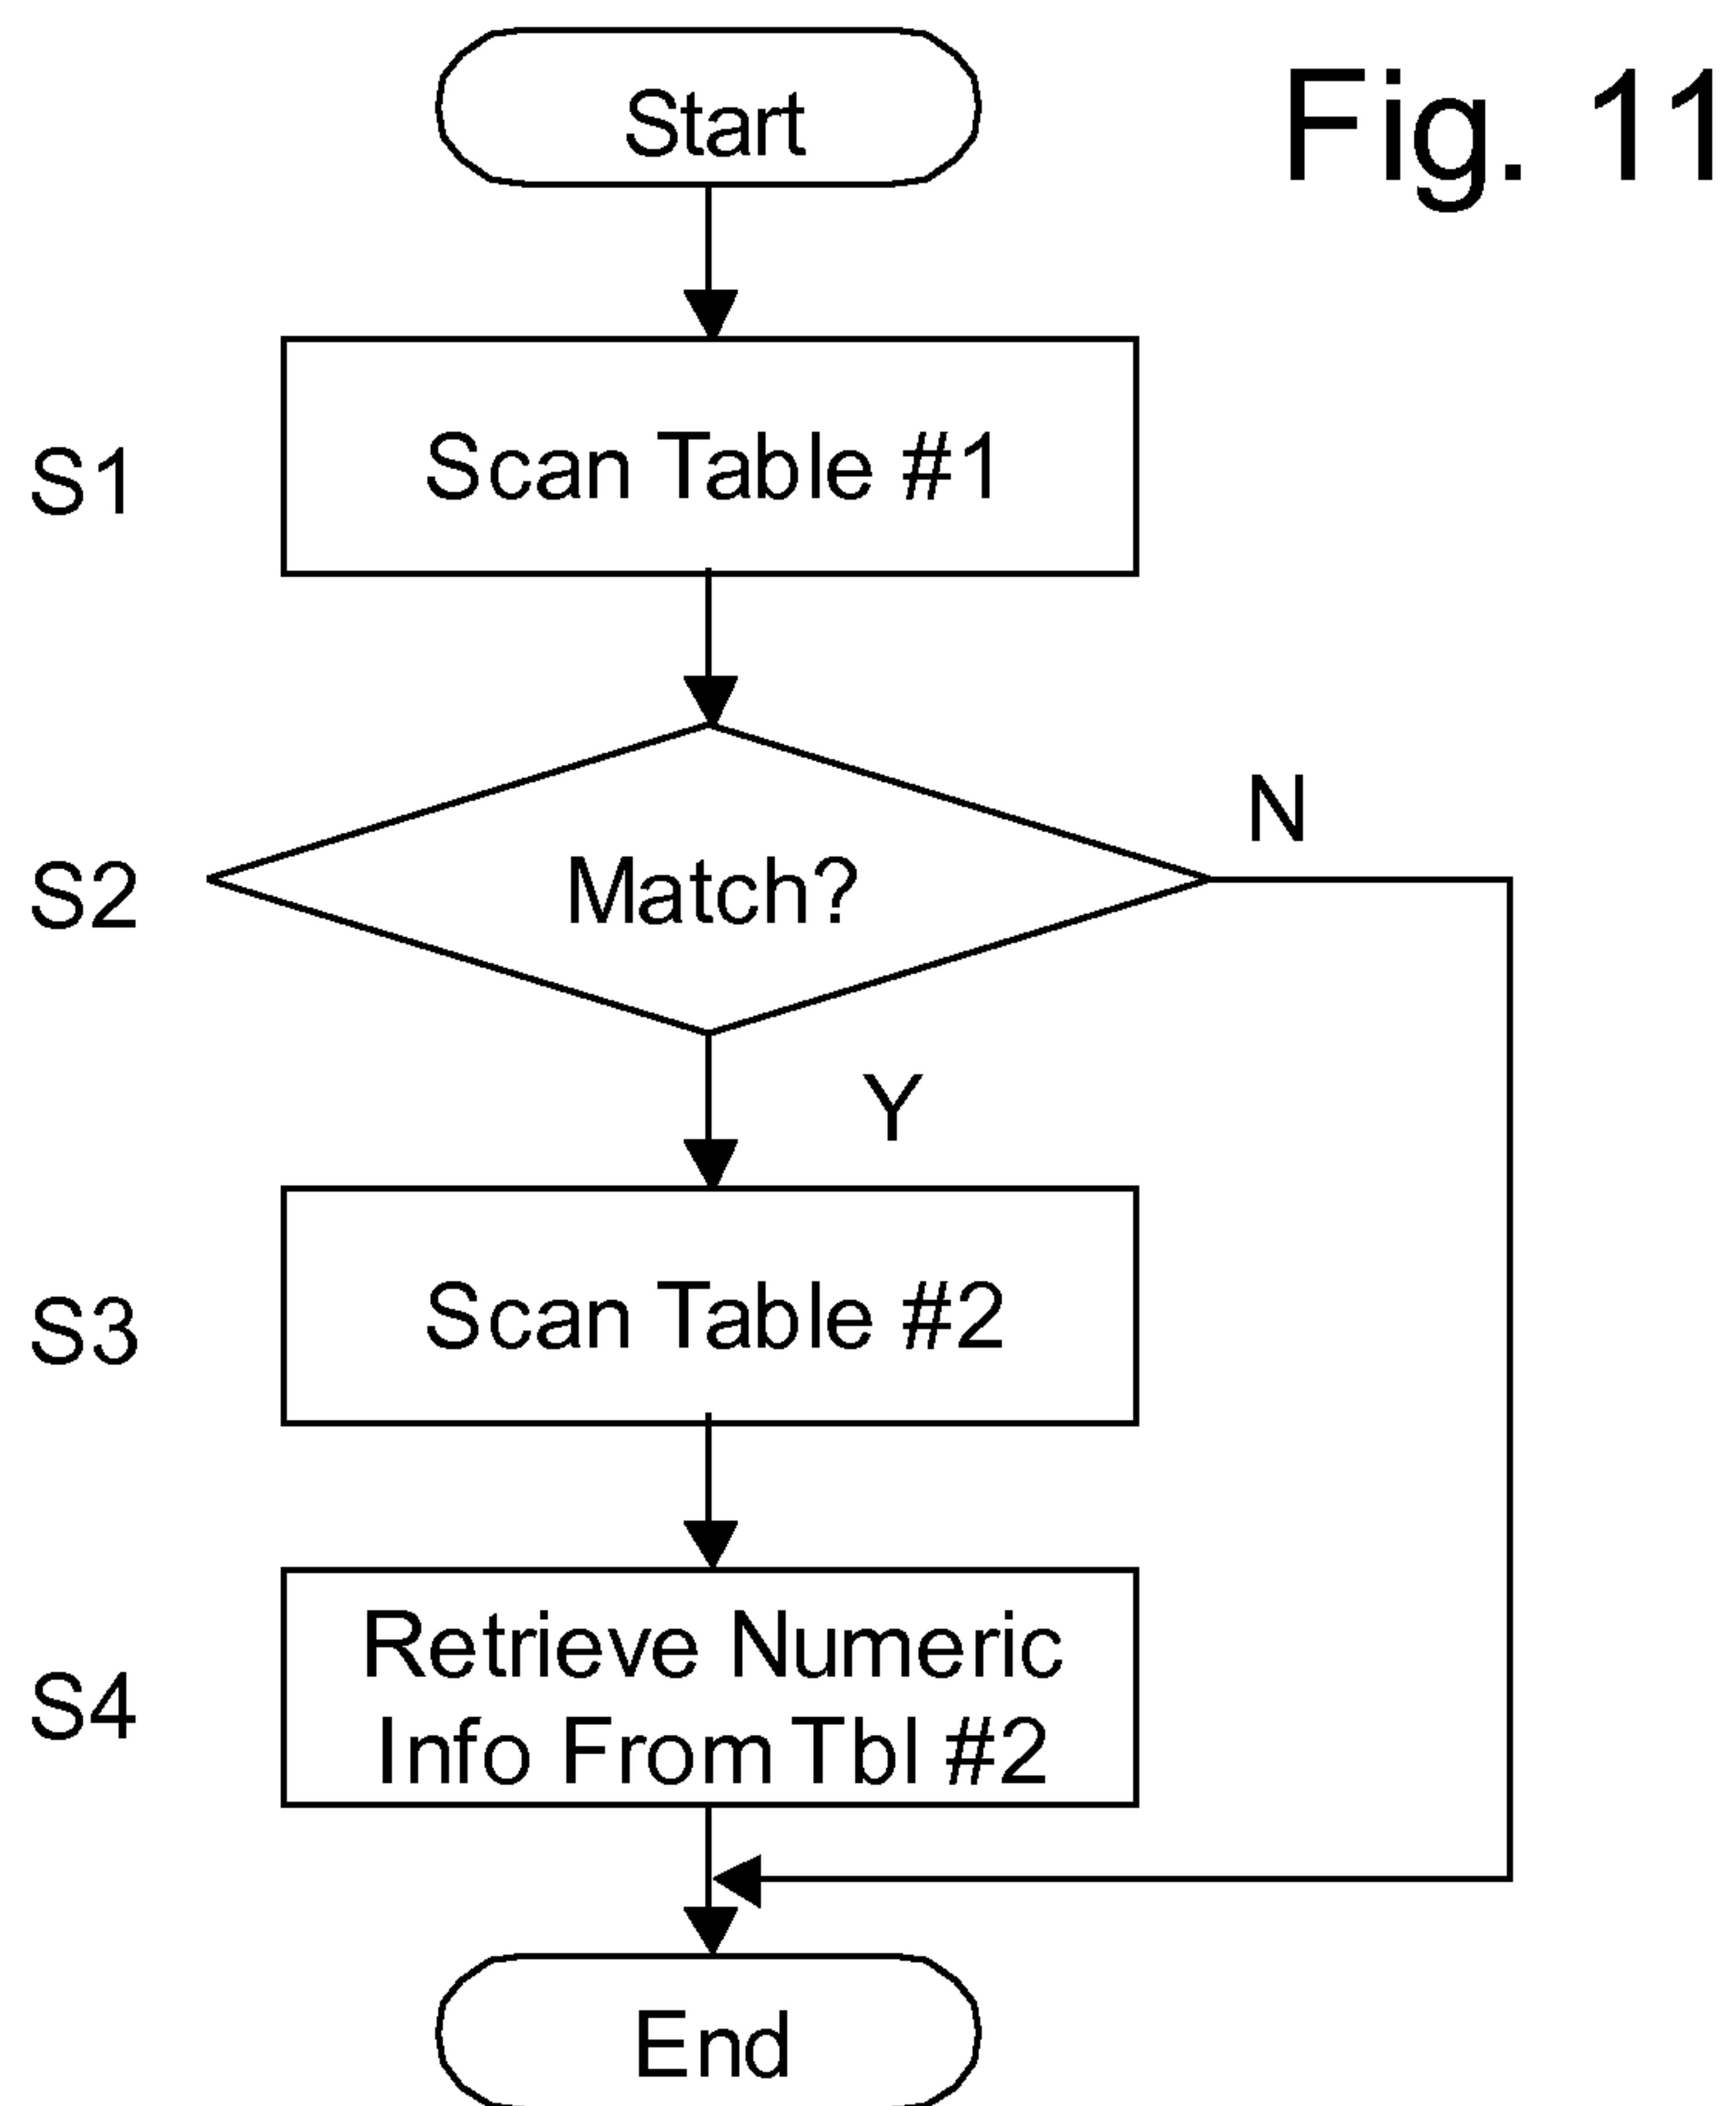 Start
Fig. 11
S1
Scan Table #1
N
S2
Match?
Y
S3
Scan Table #2
S4
Retrieve Numeric
Info From Tbl #2
End